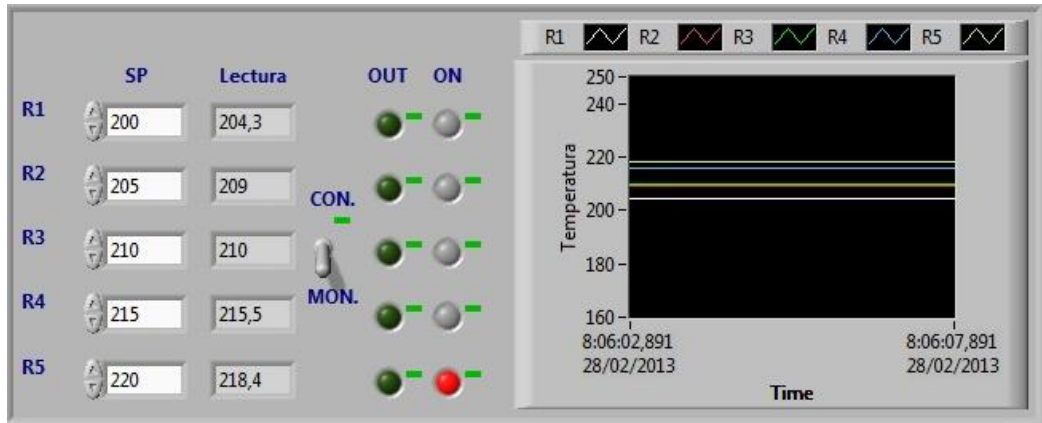 SP Lectura OUT ON
R1 200 204,3
R2 205 209
CON.
R3 210 210
MON.
R4 215 215,5
R5 220 218,4
R1 R2 R3 R4 R5
250
240
220
200
180
160
Temperatura
8:06:02,891 8:06:07,891
28/02/2013 28/02/2013
Time